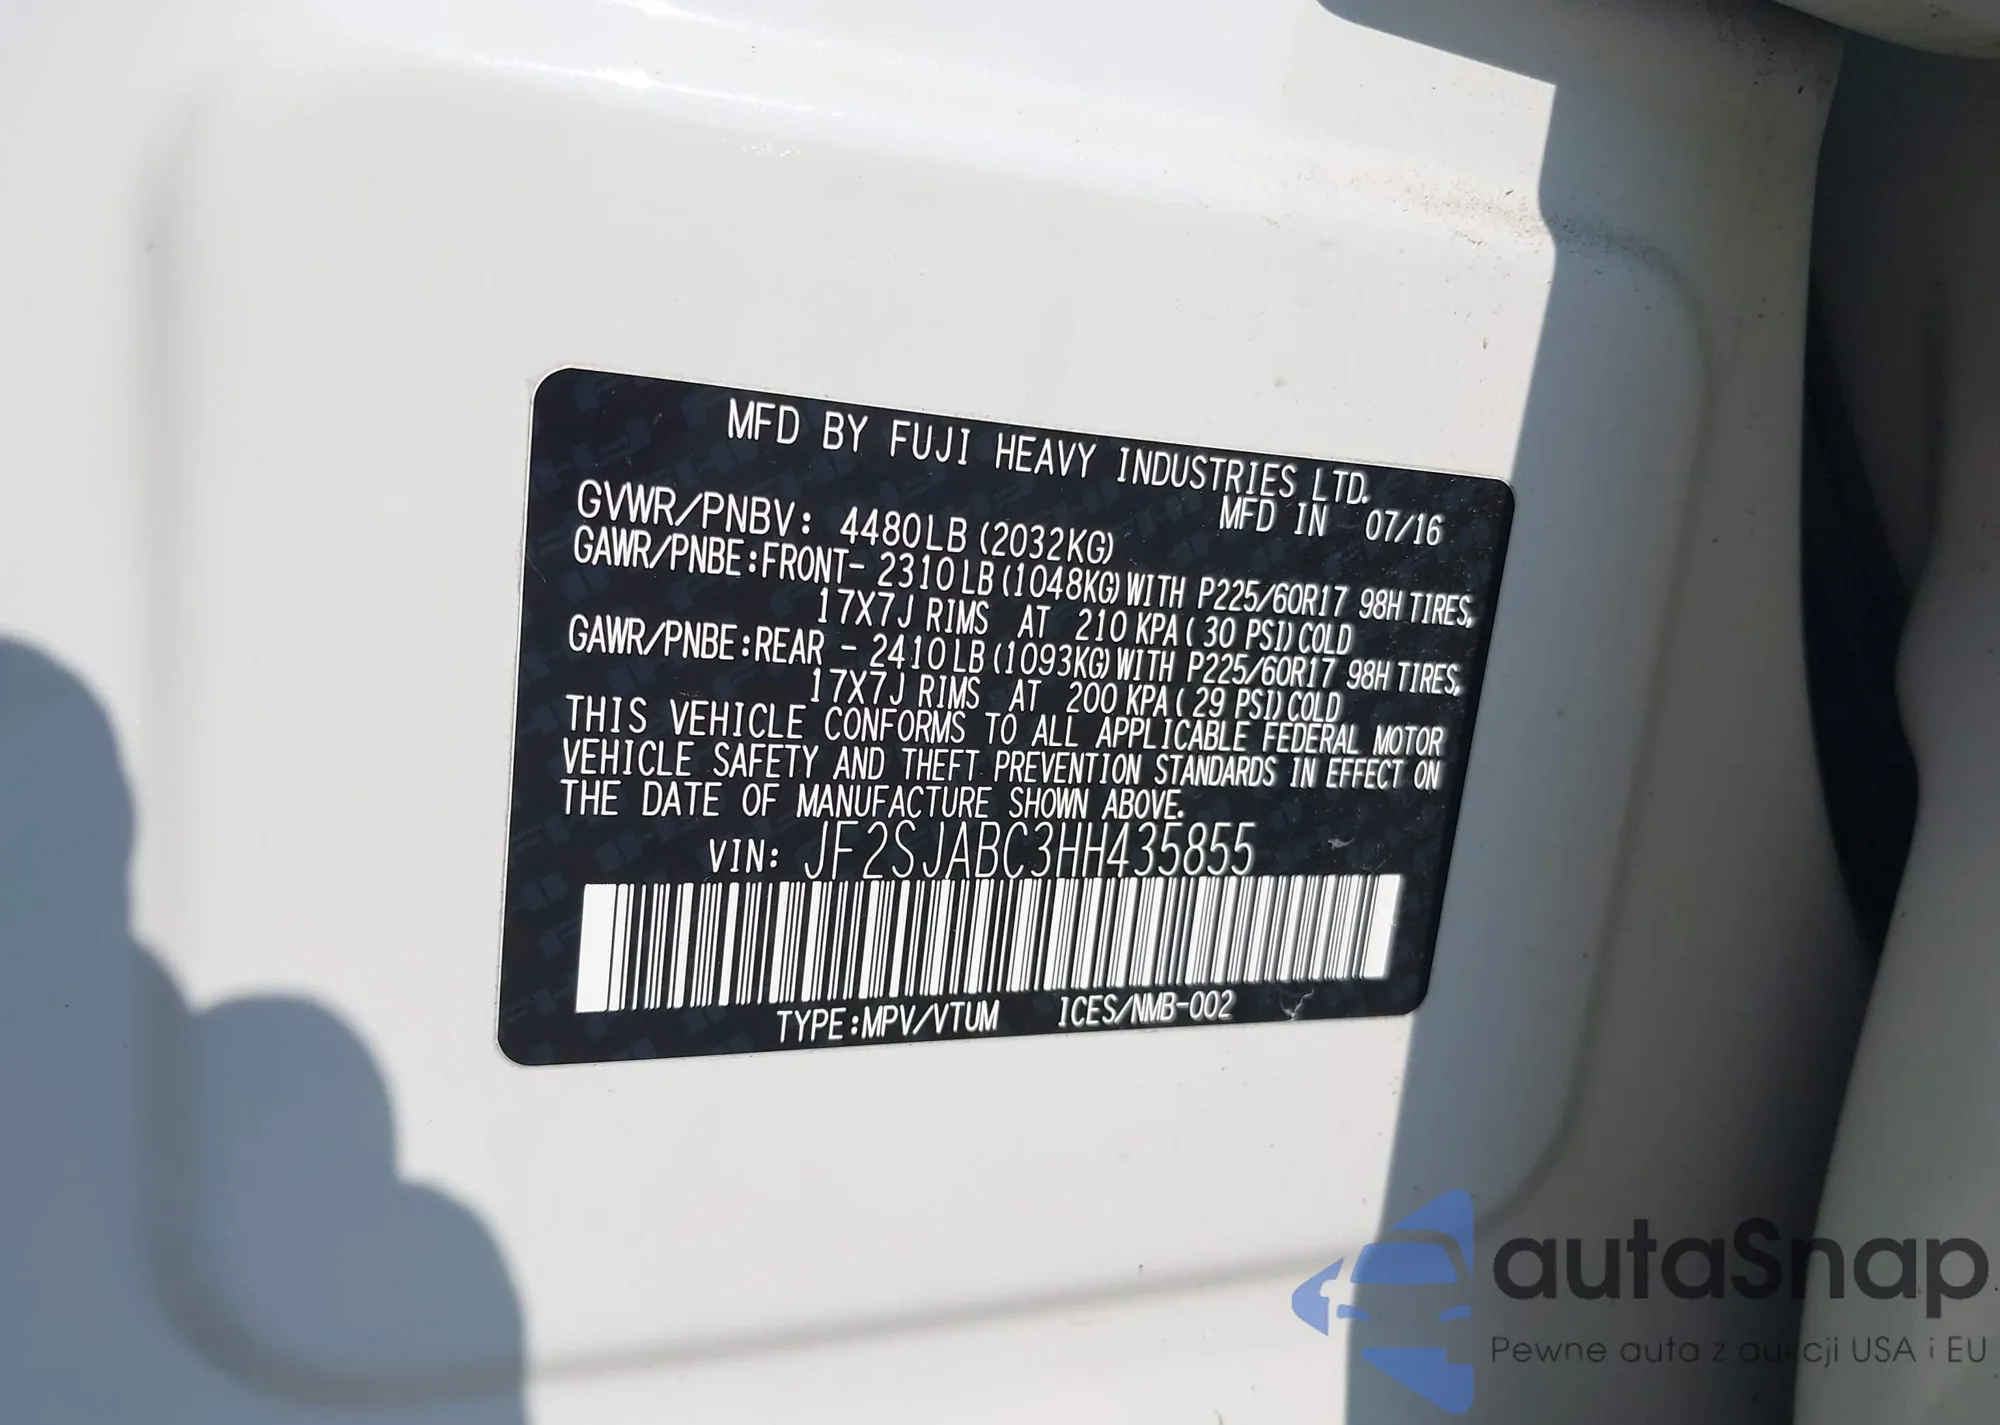 MFD BY FUJI HEAVY INDUSTRIES LTD.
MFD IN 07/16
GVWR/PNBV: 4480LB (2032KG)
GAWR/PNBE:FRONT- 2310LB(1048KG)WITH P225/60R17 98H TIRES,
17X7J RIMS AT 210 KPA( 30 PSI)COLD
GAWR/PNBE:REAR - 2410LB(1093KG)WITH P225/60R17 98H TIRES,
17X7J RIMS AT 200 KPA( 29 PSI)COLD
THIS VEHICLE CONFORMS TO ALL APPLICABLE FEDERAL MOTOR
VEHICLE SAFETY AND THEFT PREVENTION STANDARDS IN EFFECT ON
THE DATE OF MANUFACTURE SHOWN ABOVE.
VIN: JF2SJABC3HH435855
TYPE:MPV/VTUM ICES/NMB-002
autaSnap
Pewne auta z aukcji USA i EU